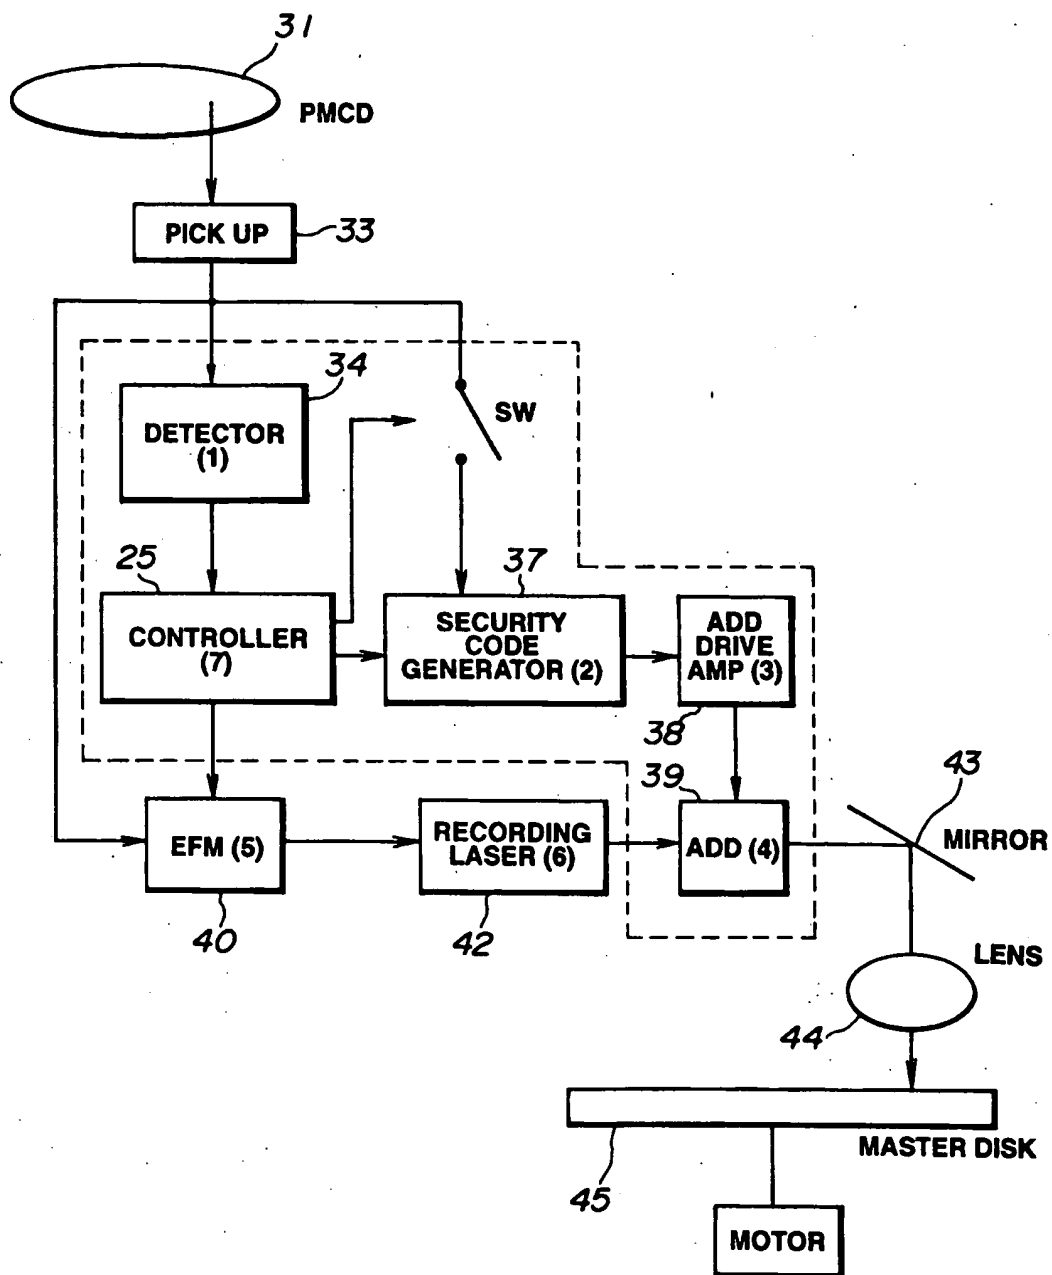 31
PMCD
PICK UP
33
34
DETECTOR
(1)
SW
25
CONTROLLER
(7)
37
SECURITY
CODE
GENERATOR (2)
ADD
DRIVE
AMP (3)
38
39
43
MIRROR
EFM (5)
RECORDING
LASER (6)
ADD (4)
40
42
LENS
44
MASTER DISK
45
MOTOR